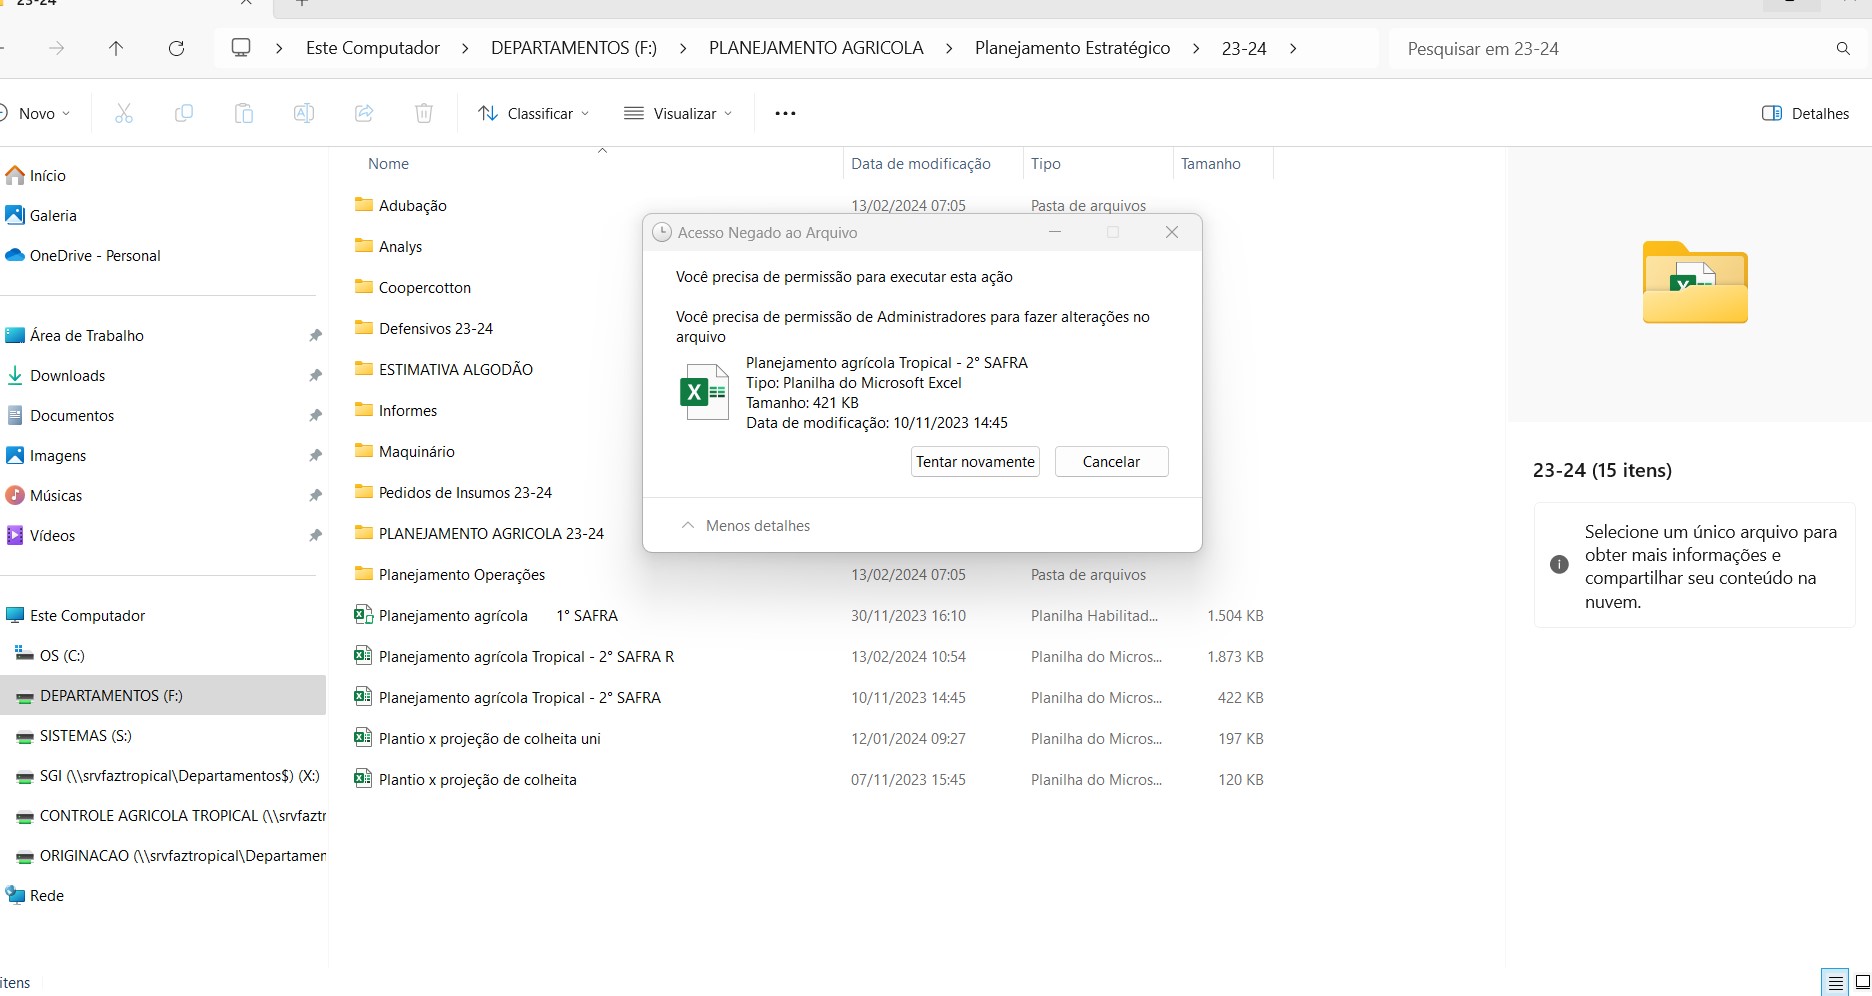 23-24
Este Computador > DEPARTAMENTOS (F:) > PLANEJAMENTO AGRICOLA > Planejamento Estratégico > 23-24 >
Pesquisar em 23-24
Novo
Classificar
Visualizar
Detalhes
Início
Galeria
OneDrive - Personal
Área de Trabalho
Downloads
Documentos
Imagens
Músicas
Vídeos
Este Computador
OS (C:)
DEPARTAMENTOS (F:)
SISTEMAS (S:)
SGI (\\srvfaztropical\Departamentos$) (X:)
CONTROLE AGRICOLA TROPICAL (\\srvfaztr
ORIGINACAO (\\srvfaztropical\Departamen
Rede
itens
Nome Data de modificação Tipo Tamanho
Adubação 13/02/2024 07:05 Pasta de arquivos
Analys
Coopercotton
Defensivos 23-24
ESTIMATIVA ALGODÃO
Informes
Maquinário
Pedidos de Insumos 23-24
PLANEJAMENTO AGRICOLA 23-24
Planejamento Operações 13/02/2024 07:05 Pasta de arquivos
Planejamento agrícola 1° SAFRA 30/11/2023 16:10 Planilha Habilitad... 1.504 KB
Planejamento agrícola Tropical - 2° SAFRA R 13/02/2024 10:54 Planilha do Micros... 1.873 KB
Planejamento agrícola Tropical - 2° SAFRA 10/11/2023 14:45 Planilha do Micros... 422 KB
Plantio x projeção de colheita uni 12/01/2024 09:27 Planilha do Micros... 197 KB
Plantio x projeção de colheita 07/11/2023 15:45 Planilha do Micros... 120 KB
Acesso Negado ao Arquivo
Você precisa de permissão para executar esta ação
Você precisa de permissão de Administradores para fazer alterações no
arquivo
Planejamento agrícola Tropical - 2° SAFRA
Tipo: Planilha do Microsoft Excel
Tamanho: 421 KB
Data de modificação: 10/11/2023 14:45
Tentar novamente
Cancelar
Menos detalhes
23-24 (15 itens)
Selecione um único arquivo para
obter mais informações e
compartilhar seu conteúdo na
nuvem.